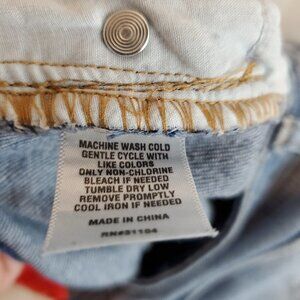 MACHINE WASH COLD
GENTLE CYCLE WITH
LIKE COLORS
ONLY NON-CHLORINE
BLEACH IF NEEDED
TUMBLE DRY LOW
REMOVE PROMPTLY
COOL IRON IF NEEDED
MADE IN CHINA
RN#31104